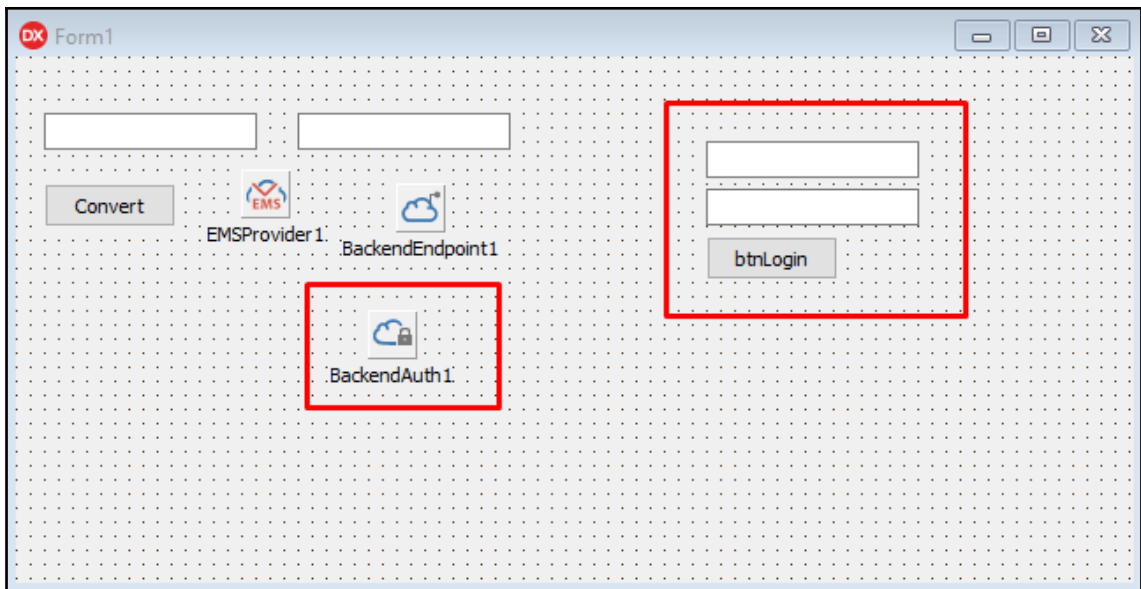 DX Form1
Convert
EMS
EMSProvider1
BackendEndpoint1
btnLogin
BackendAuth1